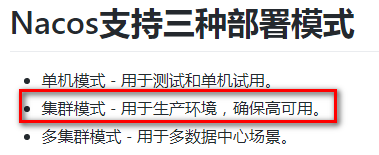 Nacos支持三种部署模式
单机模式 - 用于测试和单机试用。
集群模式 - 用于生产环境，确保高可用。
多集群模式 - 用于多数据中心场景。